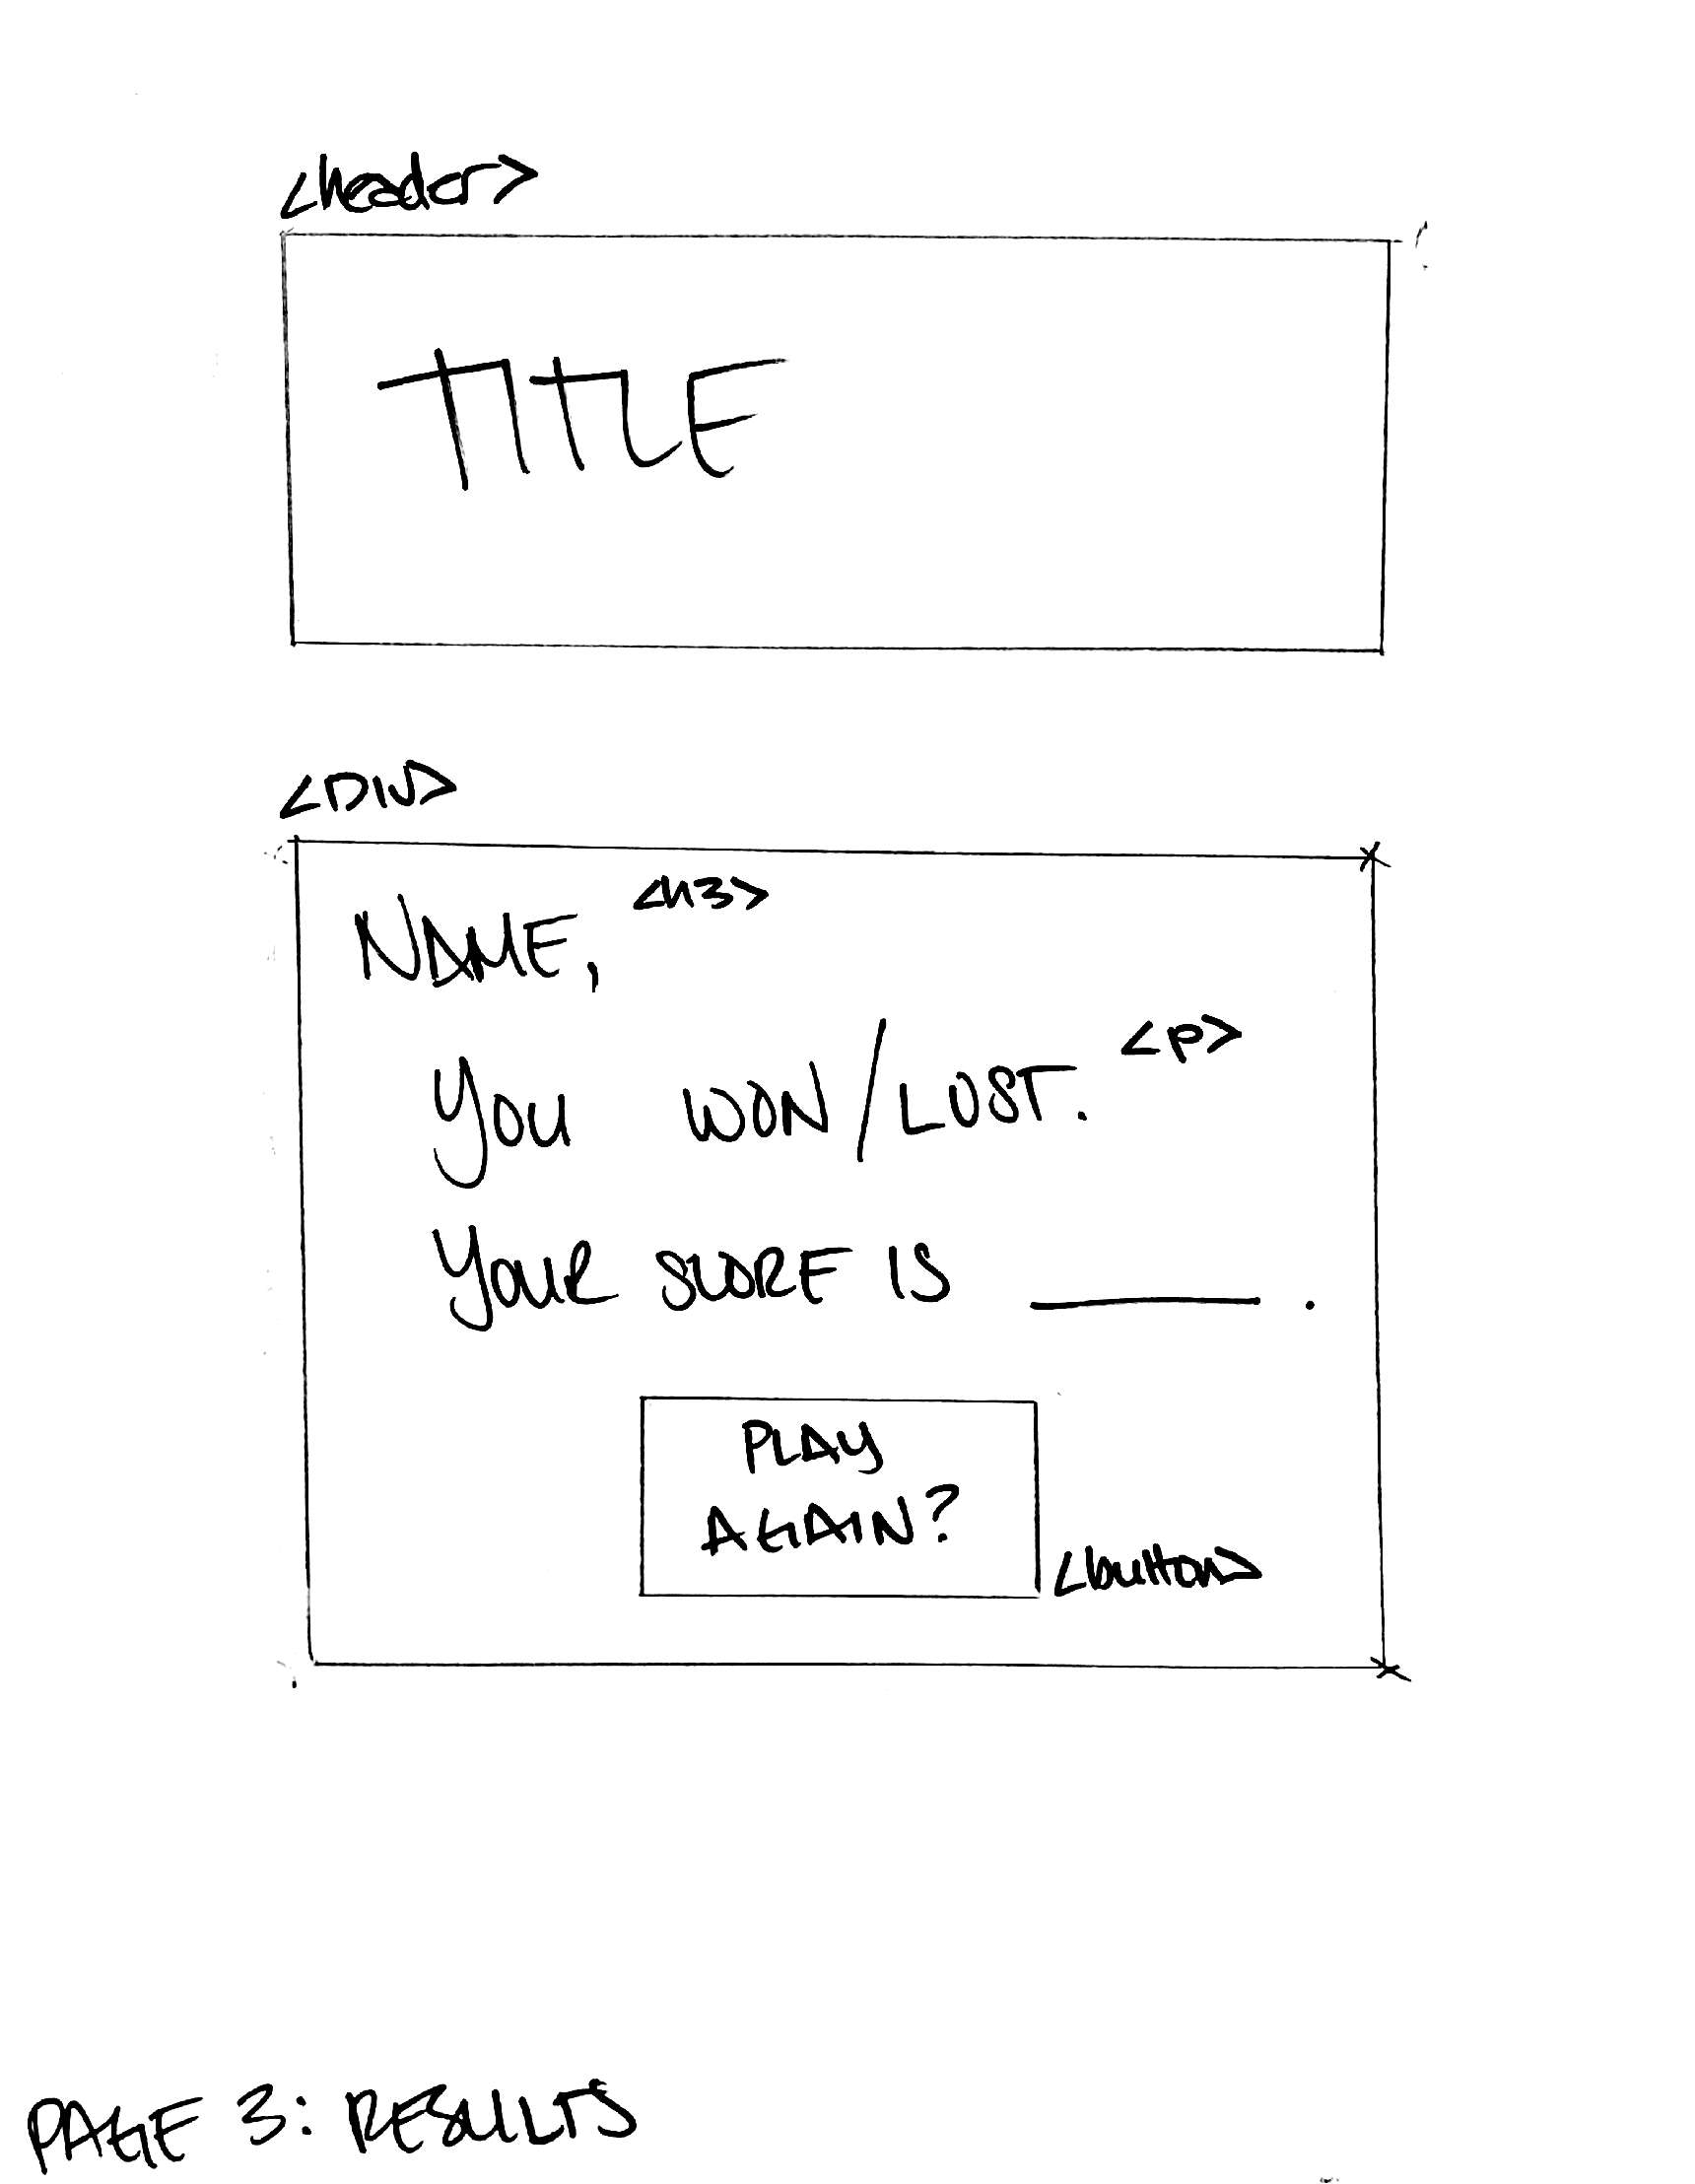 <header>
TITLE
<DIV>
NAME, <h3>
YOU WON/LOST. <p>
YOUR SCORE IS ______.
PLAY
AGAIN?
<button>
PAGE 3: RESULTS